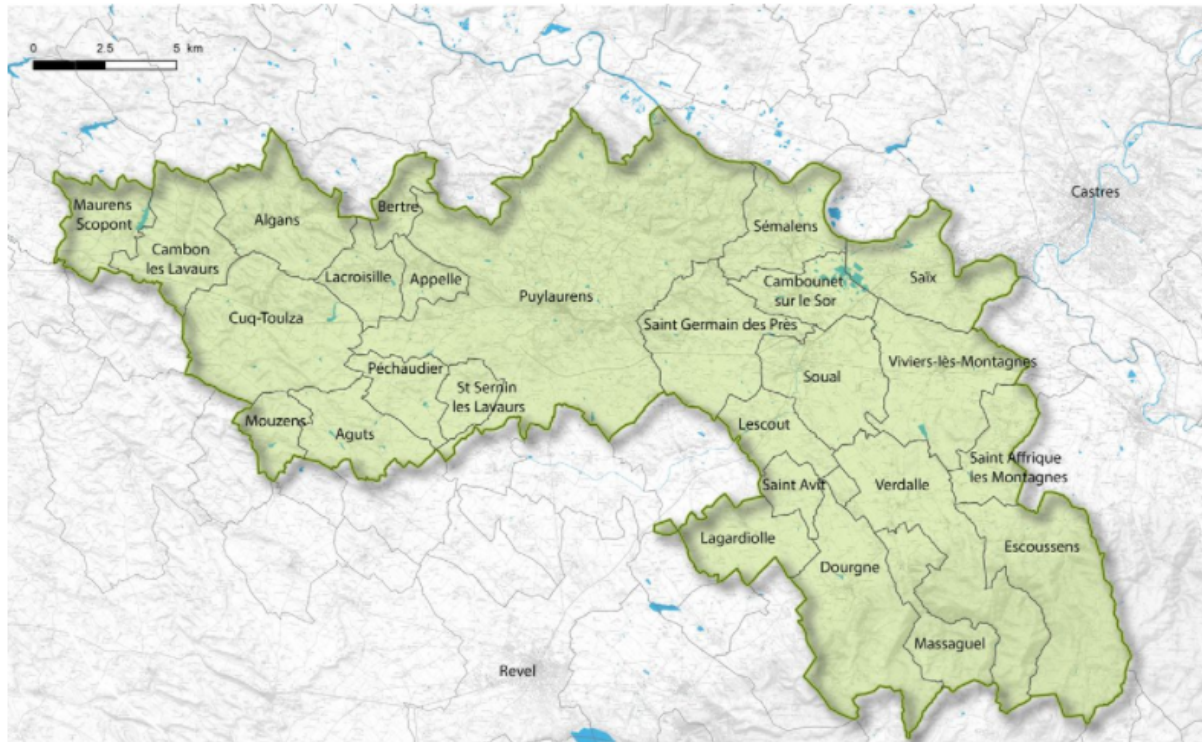 0 2.5 5 km
Castres
Maurens
Scopont
Algans
Bertre
Sémalens
Cambon
les Lavaurs
Lacroisille
Appelle
Saïx
Cambounet
sur le Sor
Puylaurens
Cuq-Toulza
Saint Germain des Près
Viviers-lès-Montagnes
Péchaudier
Soual
St Sernin
les Lavaurs
Mouzens
Aguts
Lescout
Saint Affrique
les Montagnes
Saint Avit
Verdalle
Lagardiolle
Escoussens
Dourgne
Massaguel
Revel